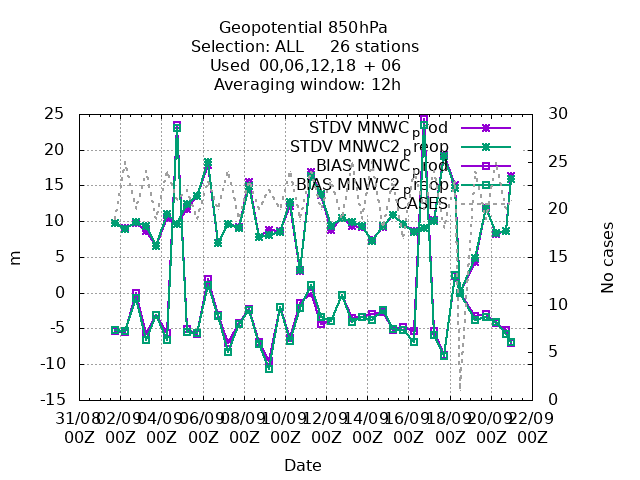 Geopotential 850hPa
Selection: ALL     26 stations
Used  00,06,12,18 + 06
Averaging window: 12h
STDV MNWC_prod
STDV MNWC2_preop
BIAS MNWC_prod
BIAS MNWC2_preop
CASES
m
25
20
15
10
5
0
-5
-10
-15
No cases
30
25
20
15
10
5
0
31/08 02/09 04/09 06/09 08/09 10/09 12/09 14/09 16/09 18/09 20/09 22/09
00Z 00Z 00Z 00Z 00Z 00Z 00Z 00Z 00Z 00Z 00Z 00Z
Date